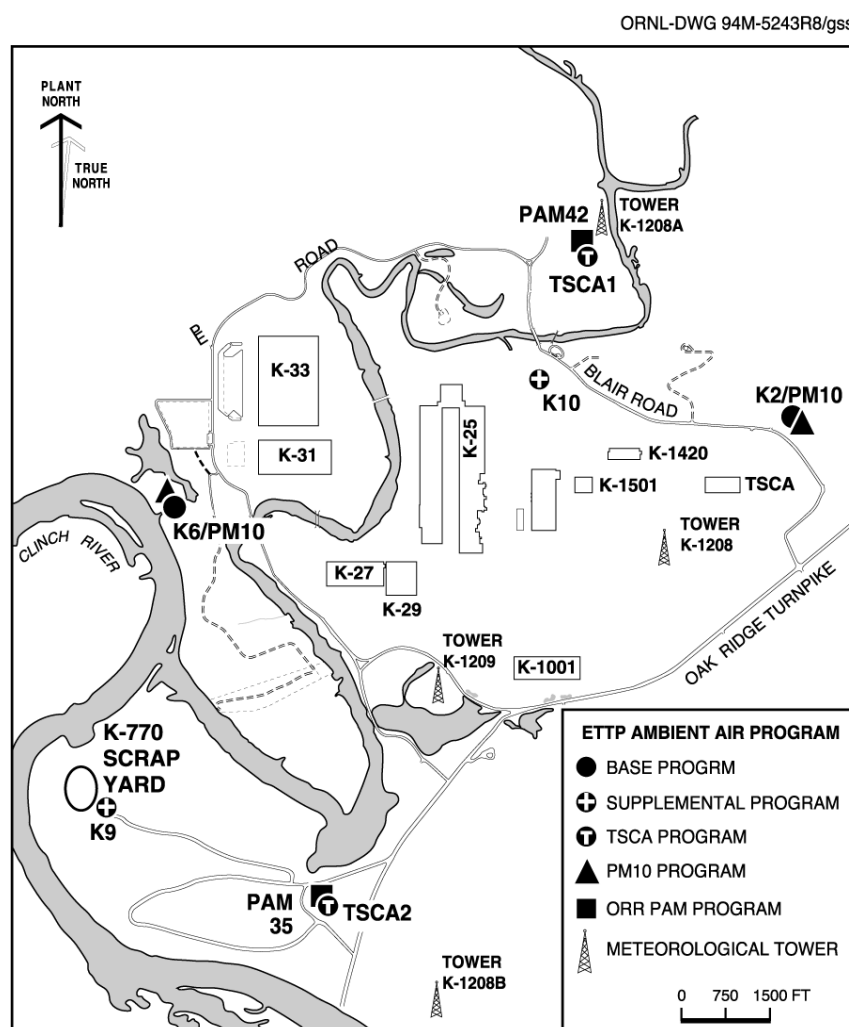 ORNL-DWG 94M-5243R8/gss
PLANT
NORTH
TRUE
NORTH
TOWER
K-1208A
PAM42
TSCA1
ROAD
PE
K-33
K-31
K-25
K10
BLAIR ROAD
K2/PM10
K-1420
K-1501
TSCA
TOWER
K-1208
K6/PM10
CLINCH RIVER
K-27
K-29
TOWER
K-1209
K-1001
OAK RIDGE TURNPIKE
K-770
SCRAP
YARD
K9
PAM
35
TSCA2
TOWER
K-1208B
ETTP AMBIENT AIR PROGRAM
BASE PROGRM
SUPPLEMENTAL PROGRAM
T TSCA PROGRAM
PM10 PROGRAM
ORR PAM PROGRAM
METEOROLOGICAL TOWER
0 750 1500 FT